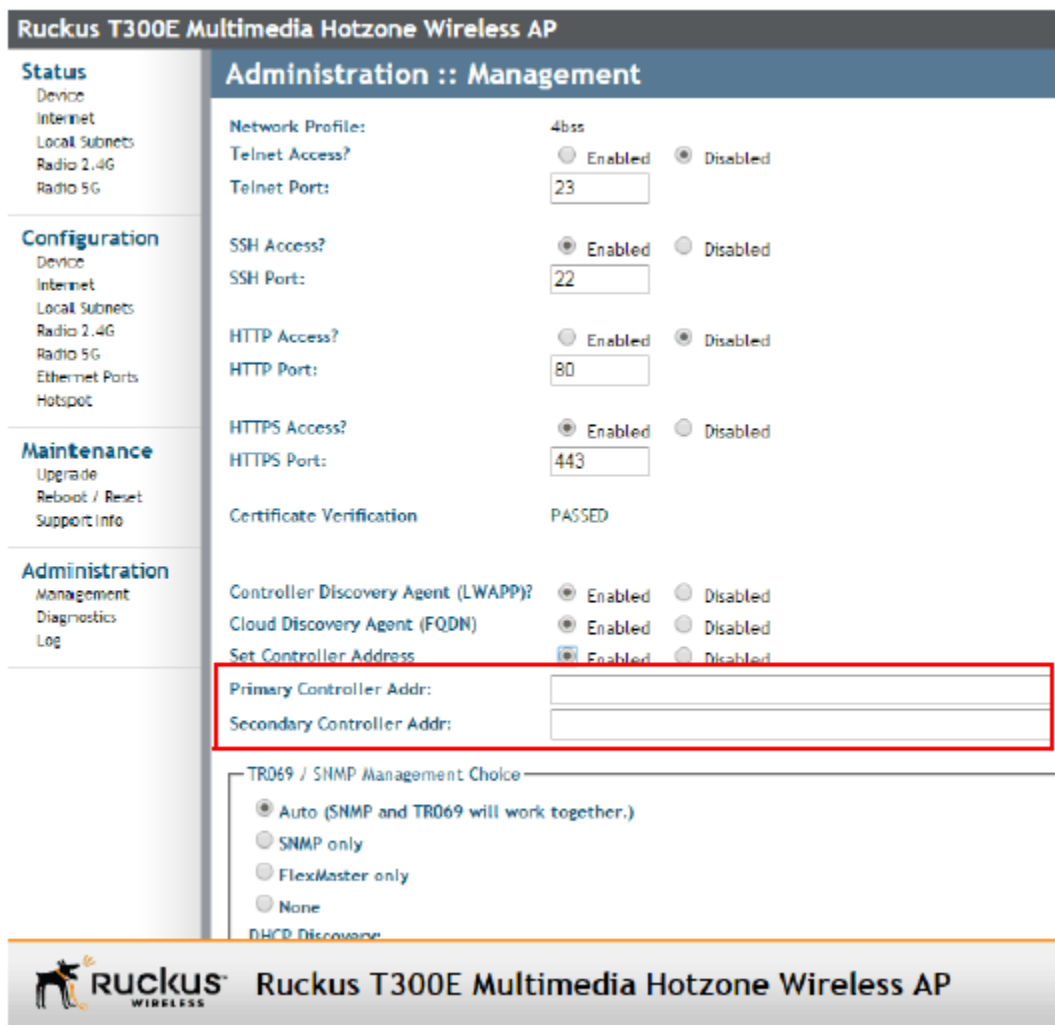 Ruckus T300E Multimedia Hotzone Wireless AP
Status
Device
Internet
Local Subnets
Radio 2.4G
Radio 5G
Configuration
Device
Internet
Local Subnets
Radio 2.4G
Radio 5G
Ethernet Ports
Hotspot
Maintenance
Upgrade
Reboot / Reset
Support Info
Administration
Management
Diagnostics
Log
Administration :: Management
Network Profile: 4bss
Telnet Access? Enabled Disabled
Telnet Port: 23
SSH Access? Enabled Disabled
SSH Port: 22
HTTP Access? Enabled Disabled
HTTP Port: 80
HTTPS Access? Enabled Disabled
HTTPS Port: 443
Certificate Verification PASSED
Controller Discovery Agent (LWAPP)? Enabled Disabled
Cloud Discovery Agent (FQDN) Enabled Disabled
Set Controller Address Enabled Disabled
Primary Controller Addr:
Secondary Controller Addr:
TR069 / SNMP Management Choice
Auto (SNMP and TR069 will work together.)
SNMP only
FlexMaster only
None
DHCP Discovery:
Ruckus WIRELESS
Ruckus T300E Multimedia Hotzone Wireless AP